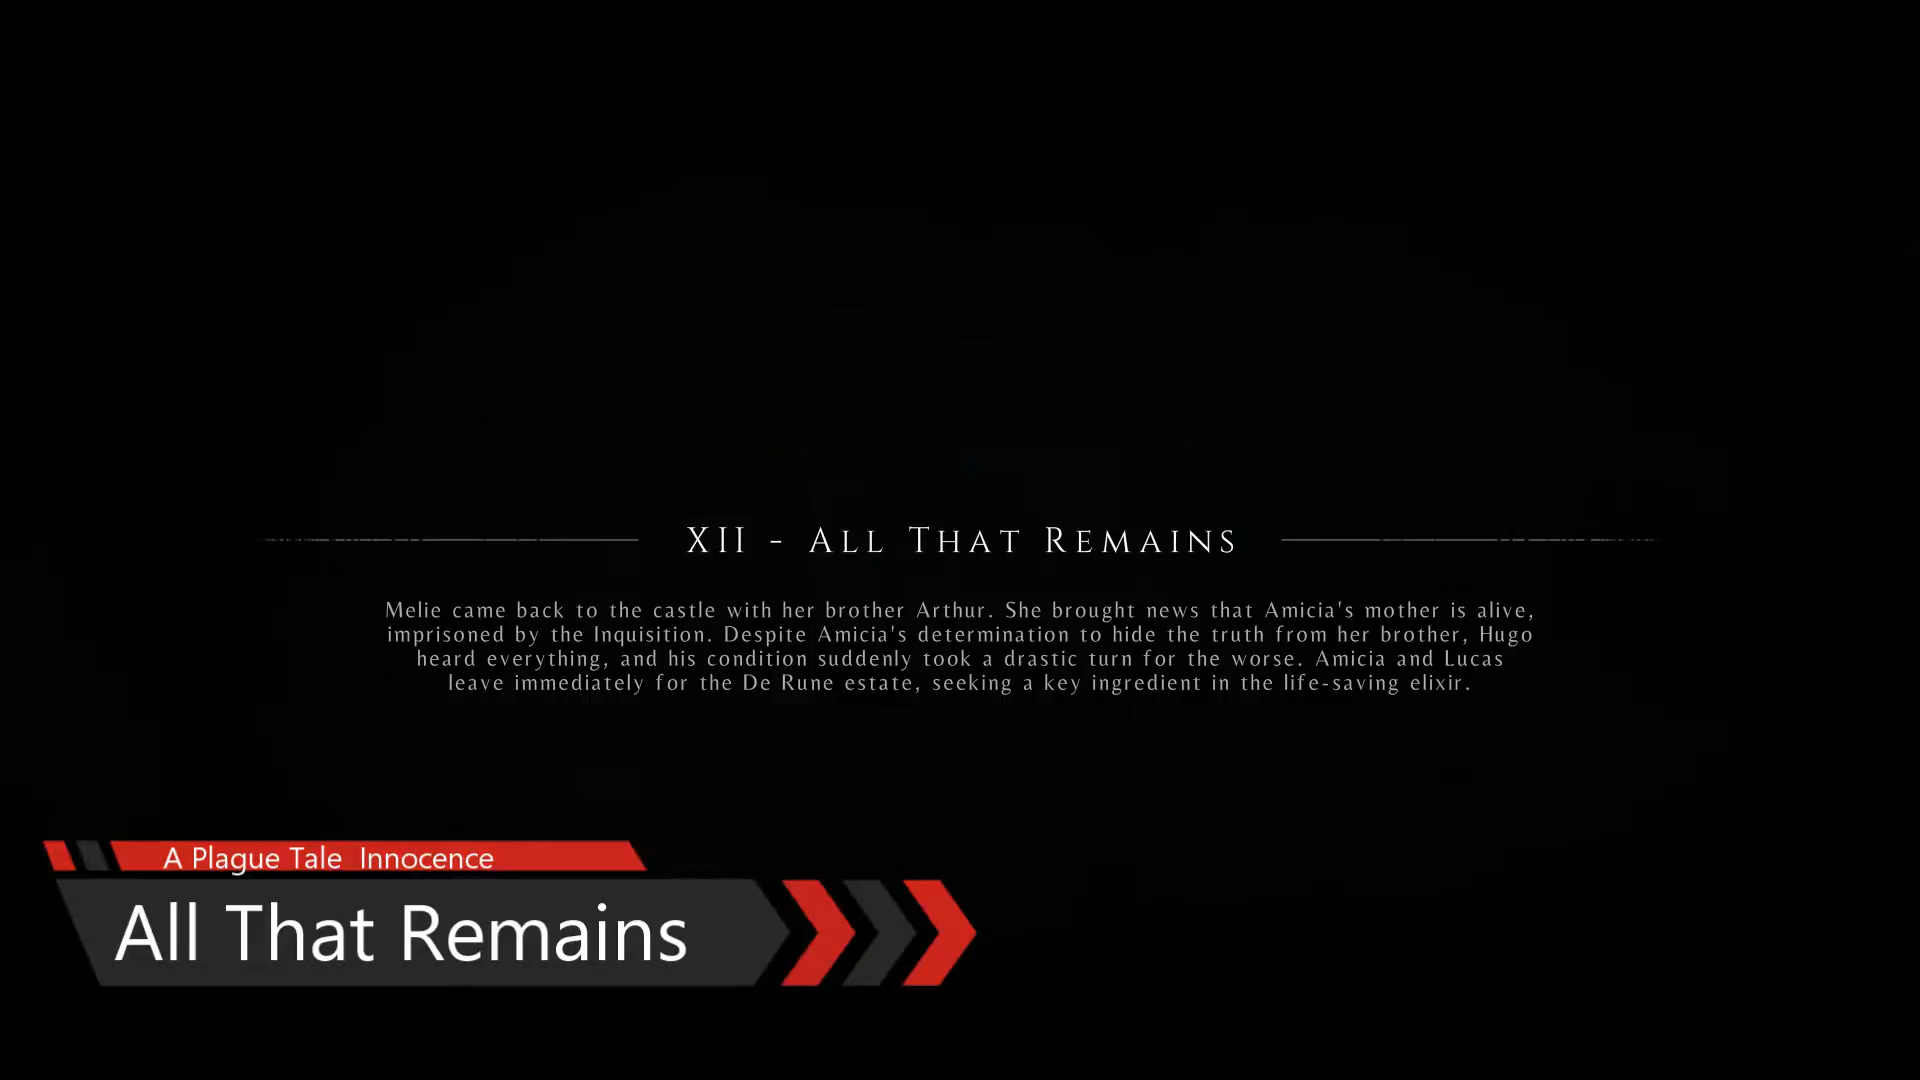 XII - All That Remains
Melie came back to the castle with her brother Arthur. She brought news that Amicia's mother is alive,
imprisoned by the Inquisition. Despite Amicia's determination to hide the truth from her brother, Hugo
heard everything, and his condition suddenly took a drastic turn for the worse. Amicia and Lucas
leave immediately for the De Rune estate, seeking a key ingredient in the life-saving elixir.
A Plague Tale  Innocence
All That Remains